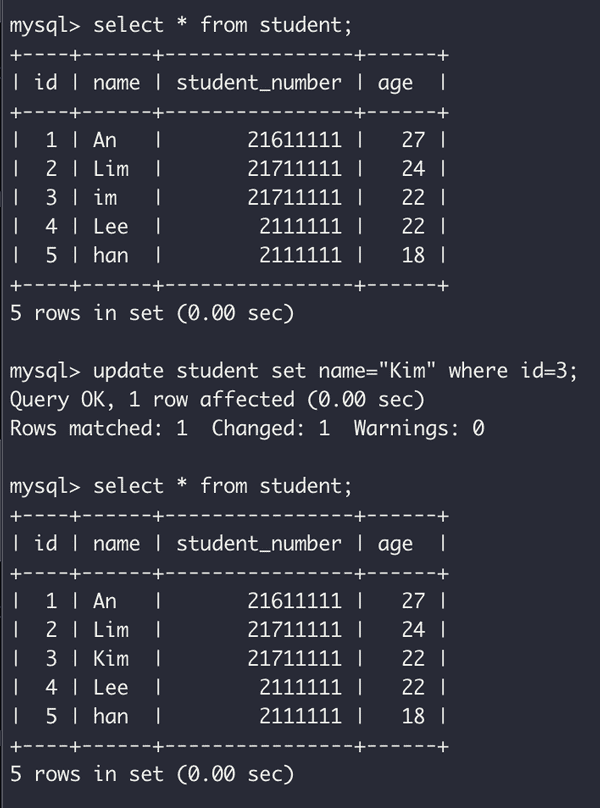 mysql> select * from student;
+----+------+----------------+------+
| id | name | student_number | age  |
+----+------+----------------+------+
|  1 | An   |       21611111 |   27 |
|  2 | Lim  |       21711111 |   24 |
|  3 | im   |       21711111 |   22 |
|  4 | Lee  |        2111111 |   22 |
|  5 | han  |        2111111 |   18 |
+----+------+----------------+------+
5 rows in set (0.00 sec)
mysql> update student set name="Kim" where id=3;
Query OK, 1 row affected (0.00 sec)
Rows matched: 1  Changed: 1  Warnings: 0
mysql> select * from student;
+----+------+----------------+------+
| id | name | student_number | age  |
+----+------+----------------+------+
|  1 | An   |       21611111 |   27 |
|  2 | Lim  |       21711111 |   24 |
|  3 | Kim  |       21711111 |   22 |
|  4 | Lee  |        2111111 |   22 |
|  5 | han  |        2111111 |   18 |
+----+------+----------------+------+
5 rows in set (0.00 sec)